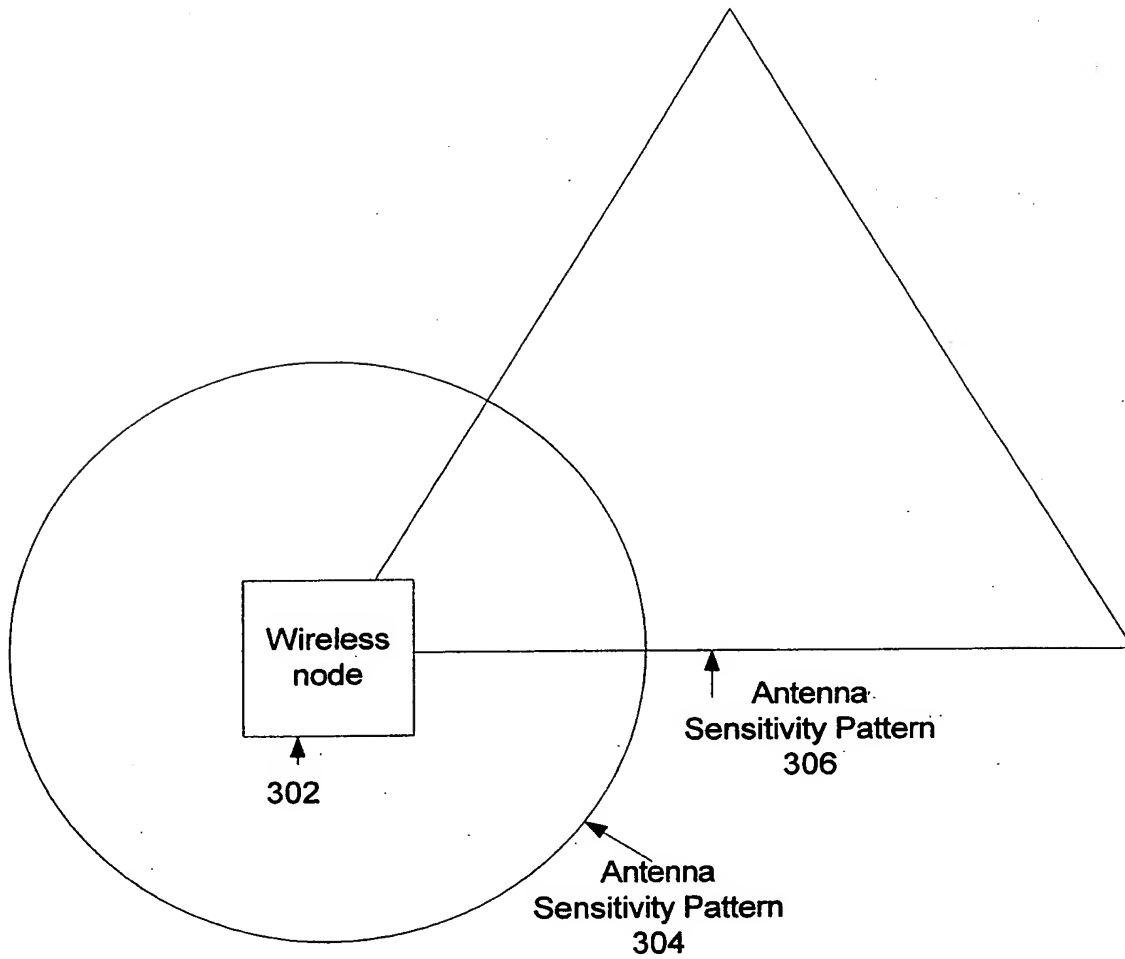 Wireless
node
302
Antenna
Sensitivity Pattern
306
Antenna
Sensitivity Pattern
304